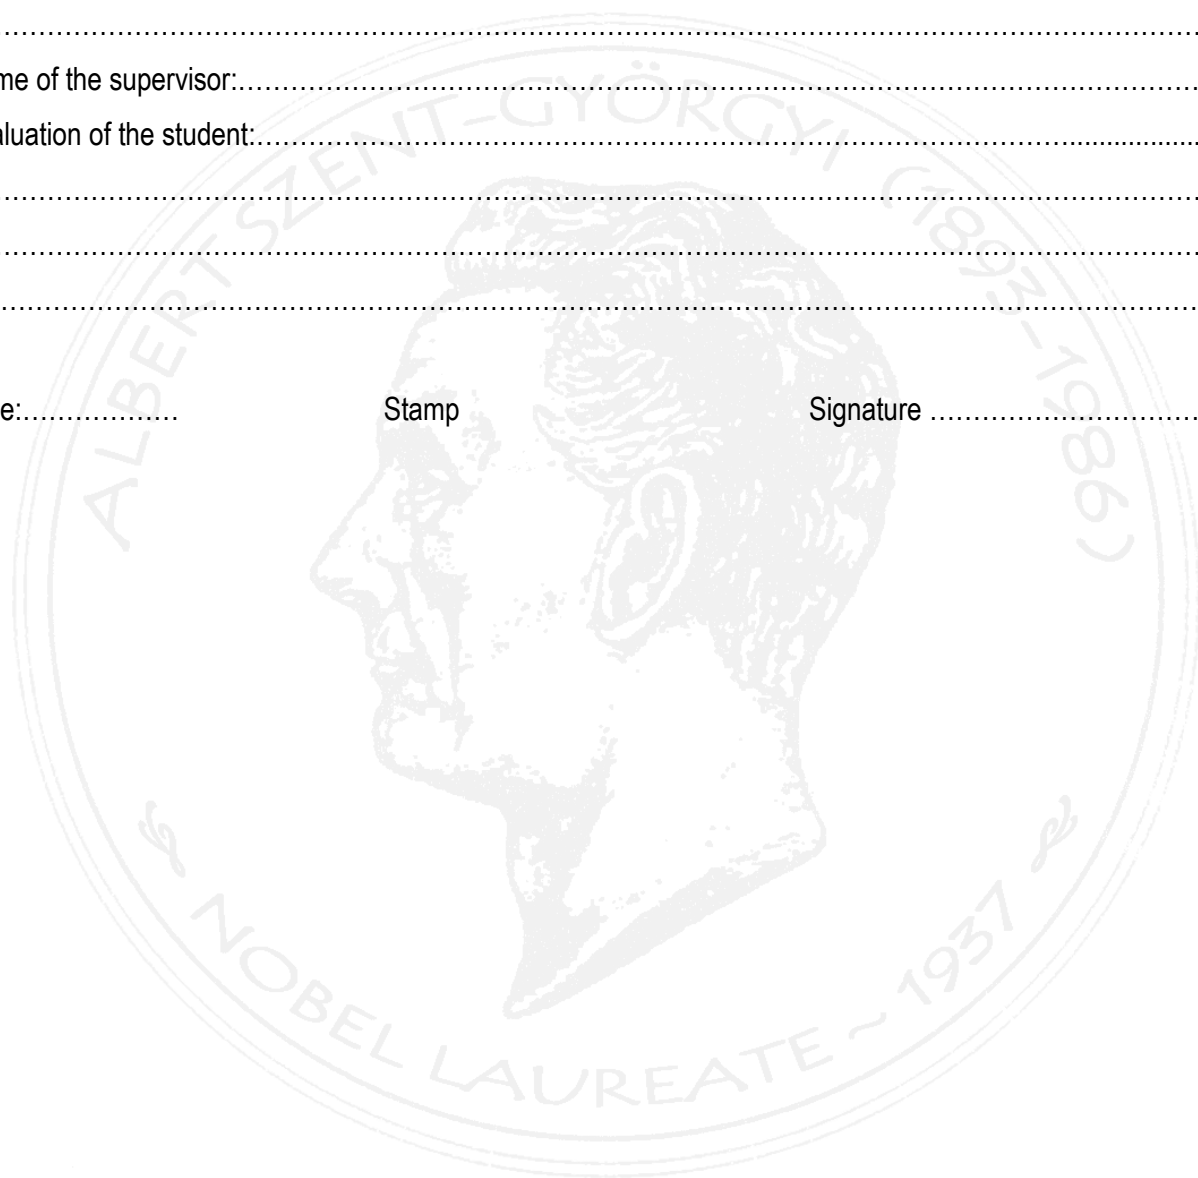 ……………………………………………………………………………………………………………
me of the supervisor:……………………………………………………………………………………
aluation of the student:…………………………………………………………………………...................
……………………………………………………………………………………………………………
……………………………………………………………………………………………………………
……………………………………………………………………………………………………………
e:……………… Stamp Signature …………………………
ALBERT SZENT-GYÖRGYI (1893-1986)
NOBEL LAUREATE ~ 1937